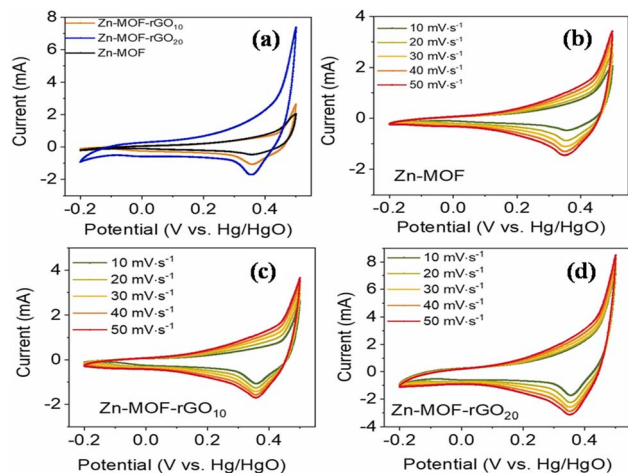 (a)
Zn-MOF-rGO₁₀
Zn-MOF-rGO₂₀
Zn-MOF
8
6
4
2
0
-2
Current (mA)
-0.2 0.0 0.2 0.4
Potential (V vs. Hg/HgO)
(b)
10 mV·s⁻¹
20 mV·s⁻¹
30 mV·s⁻¹
40 mV·s⁻¹
50 mV·s⁻¹
4
2
0
-2
Current (mA)
Zn-MOF
-0.2 0.0 0.2 0.4
Potential (V vs. Hg/HgO)
(c)
10 mV·s⁻¹
20 mV·s⁻¹
30 mV·s⁻¹
40 mV·s⁻¹
50 mV·s⁻¹
4
2
0
-2
Current (mA)
Zn-MOF-rGO₁₀
-0.2 0.0 0.2 0.4
Potential (V vs. Hg/HgO)
(d)
10 mV·s⁻¹
20 mV·s⁻¹
30 mV·s⁻¹
40 mV·s⁻¹
50 mV·s⁻¹
8
6
4
2
0
-2
-4
Current (mA)
Zn-MOF-rGO₂₀
-0.2 0.0 0.2 0.4
Potential (V vs. Hg/HgO)